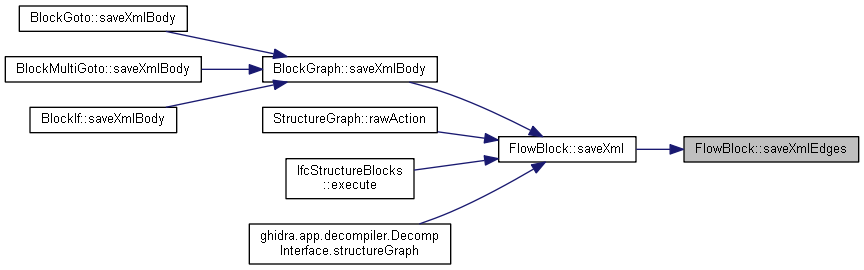 BlockGoto::saveXmlBody
BlockMultiGoto::saveXmlBody
BlockIf::saveXmlBody
BlockGraph::saveXmlBody
StructureGraph::rawAction
IfcStructureBlocks
::execute
ghidra.app.decompiler.Decomp
Interface.structureGraph
FlowBlock::saveXml
FlowBlock::saveXmlEdges